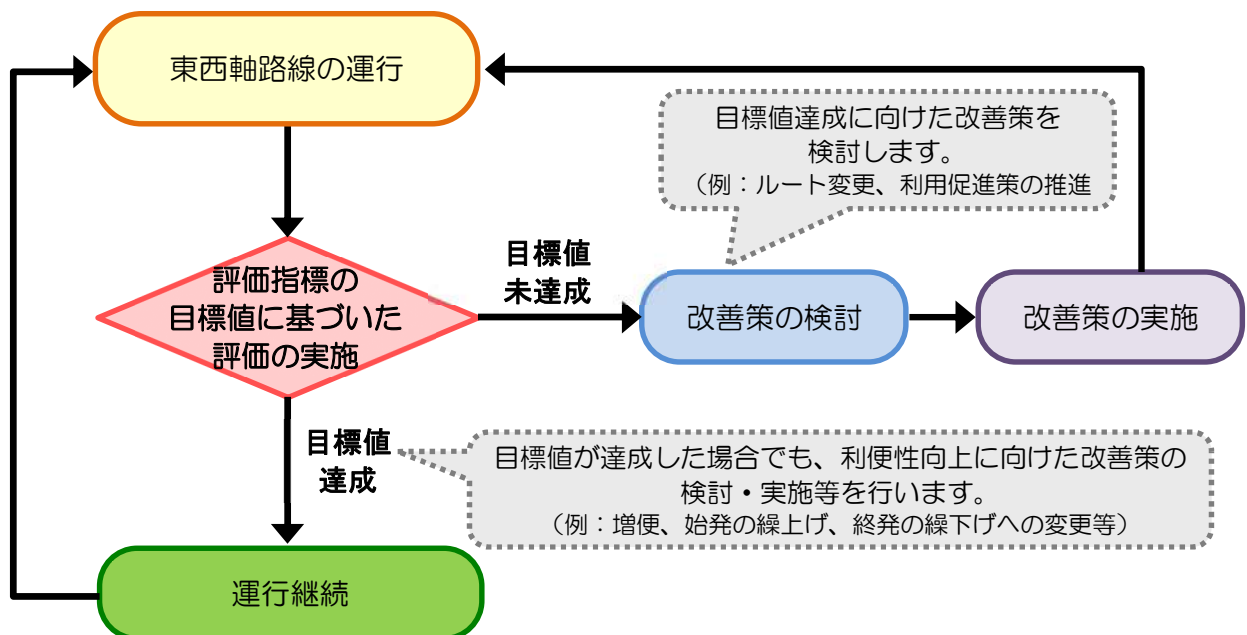 東西軸路線の運行
目標値達成に向けた改善策を
検討します。
（例：ルート変更、利用促進策の推進
評価指標の
目標値に基づいた
評価の実施
目標値
未達成
改善策の検討
改善策の実施
目標値
達成
目標値が達成した場合でも、利便性向上に向けた改善策の
検討・実施等を行います。
（例：増便、始発の繰上げ、終発の繰下げへの変更等）
運行継続